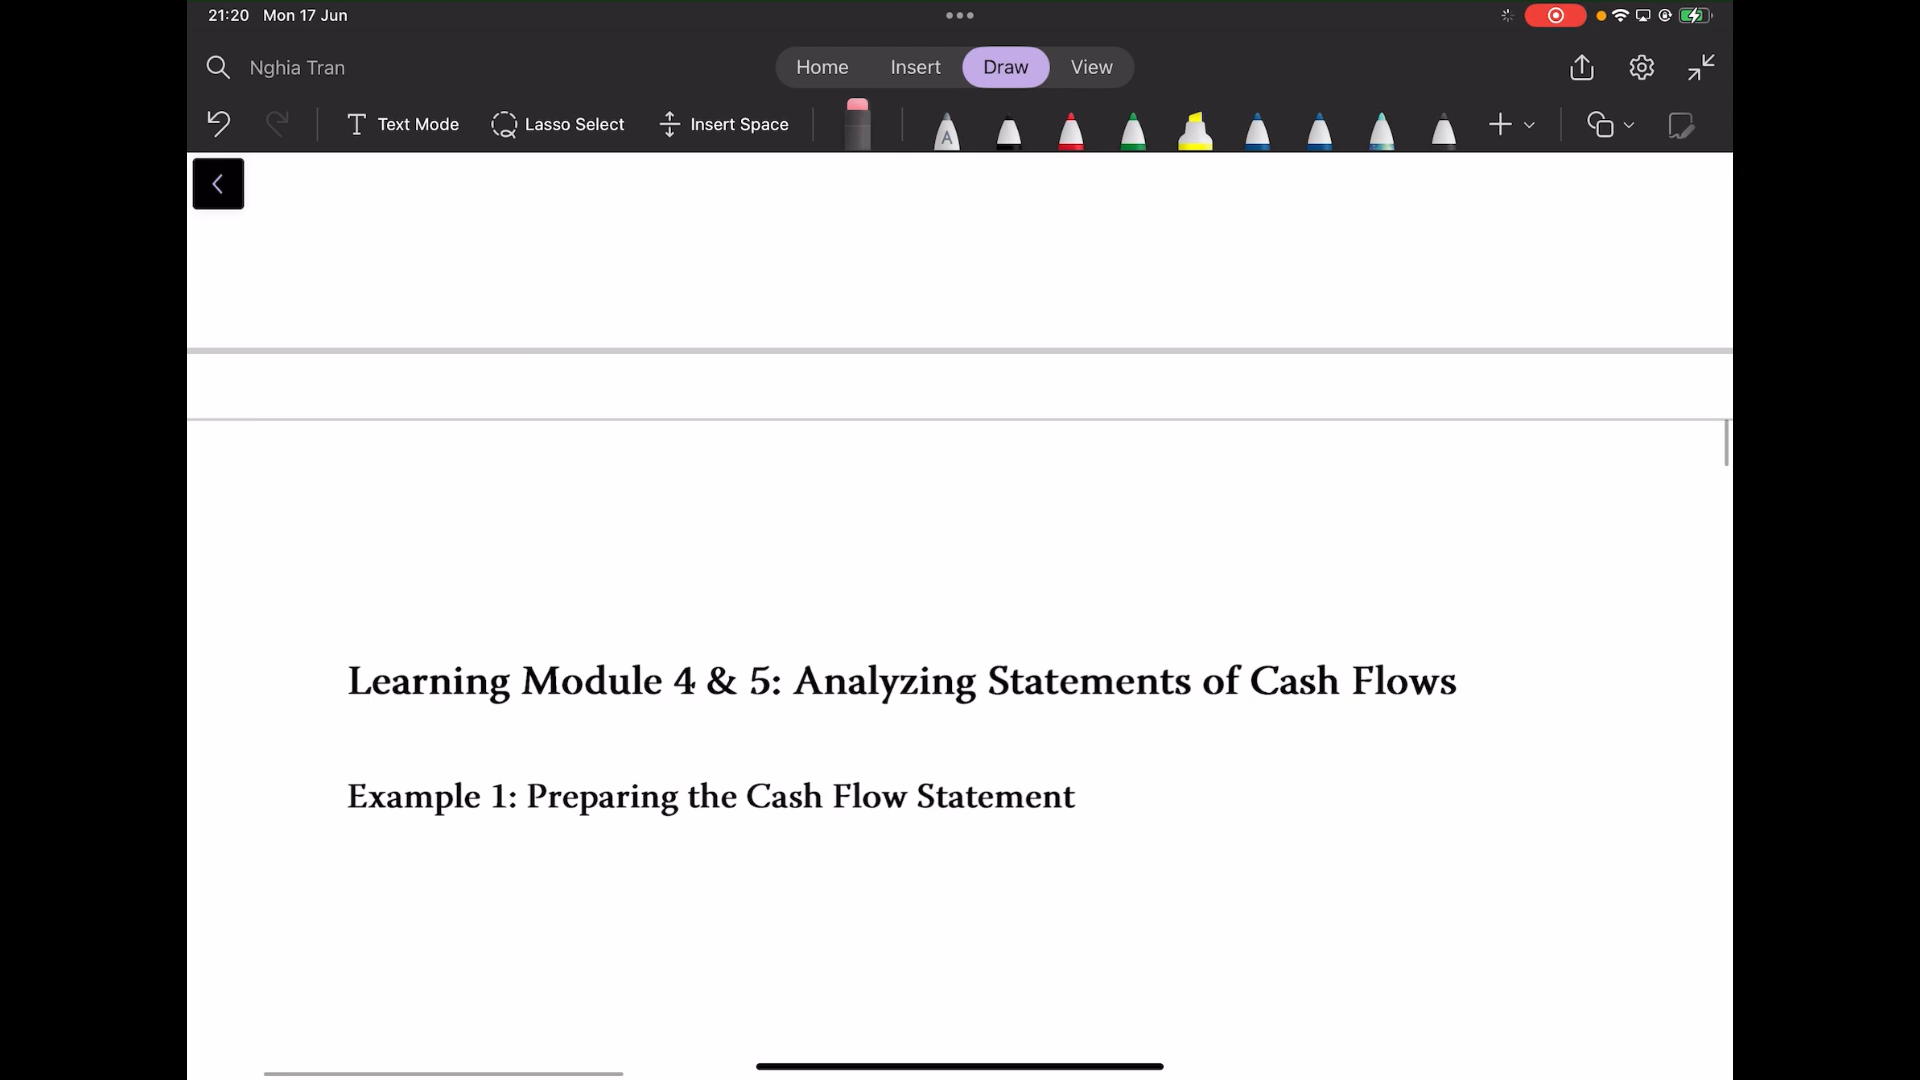 21:20 Mon 17 Jun
Nghia Tran
Home Insert Draw View
Text Mode Lasso Select Insert Space
A
Learning Module 4 & 5: Analyzing Statements of Cash Flows
Example 1: Preparing the Cash Flow Statement